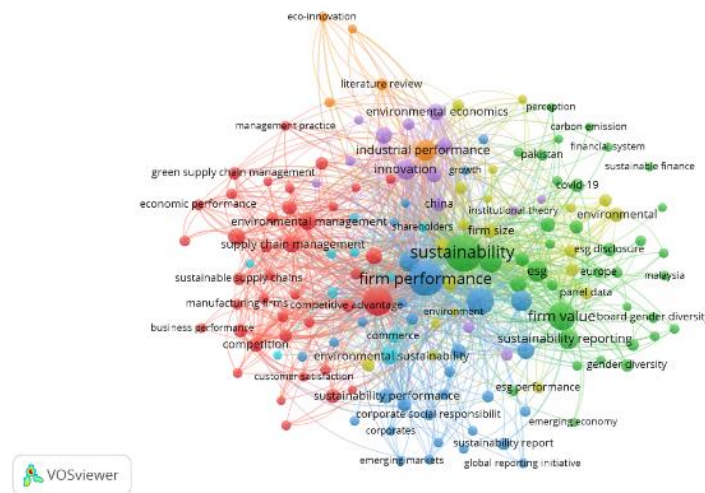 eco-innovation
literature review
environmental economics
perception
management practice
carbon emission
industrial performance
pakistan
financial system
green supply chain management
innovation
growth
sustainable finance
covid-19
economic performance
china
institutional theory
environmental
environmental management
shareholders
firm size
supply chain management
sustainability
esg disclosure
sustainable supply chains
firm performance
esg
europe
malaysia
panel data
manufacturing firms
competitive advantage
environment
firm value
board gender diversity
business performance
commerce
competition
sustainability reporting
environmental sustainability
gender diversity
customer satisfaction
esg performance
sustainability performance
corporate social responsibilit
emerging economy
corporates
sustainability report
emerging markets
global reporting initiative
VOSviewer